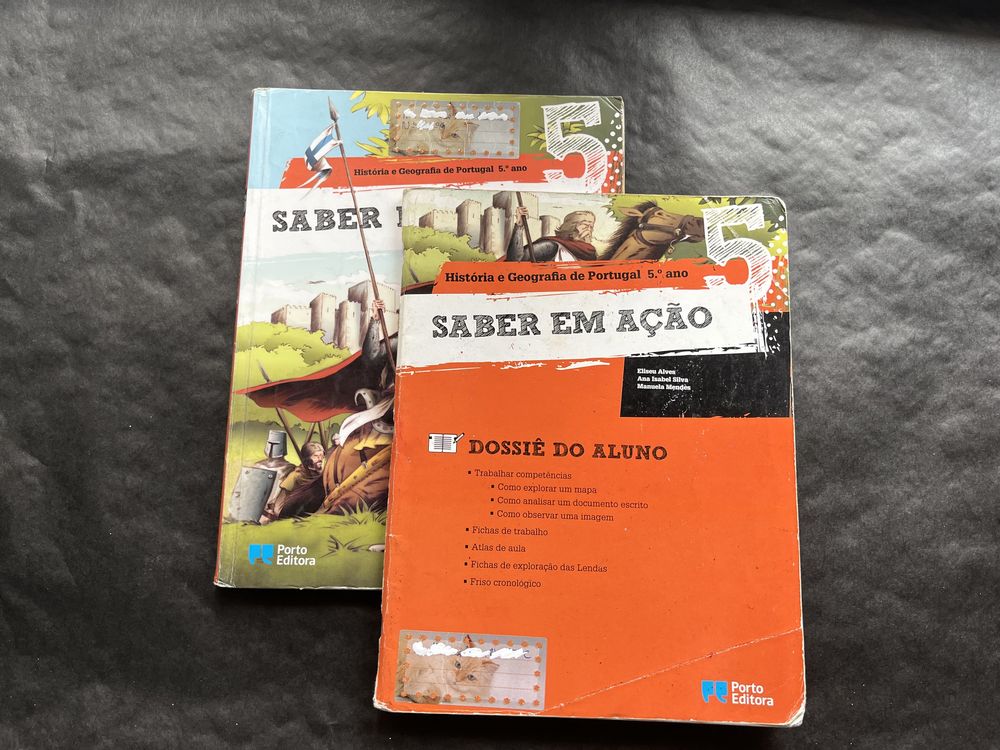 História e Geografia de Portugal 5.º ano
5
SABER
Porto
Editora
História e Geografia de Portugal 5.º ano
5
SABER EM AÇÃO
Eliseu Alves
Ana Isabel Silva
Manuela Mendes
DOSSIÊ DO ALUNO
▪ Trabalhar competências
▪ Como explorar um mapa
▪ Como analisar um documento escrito
▪ Como observar uma imagem
▪ Fichas de trabalho
▪ Atlas de aula
▪ Fichas de exploração das Lendas
▪ Friso cronológico
Porto
Editora